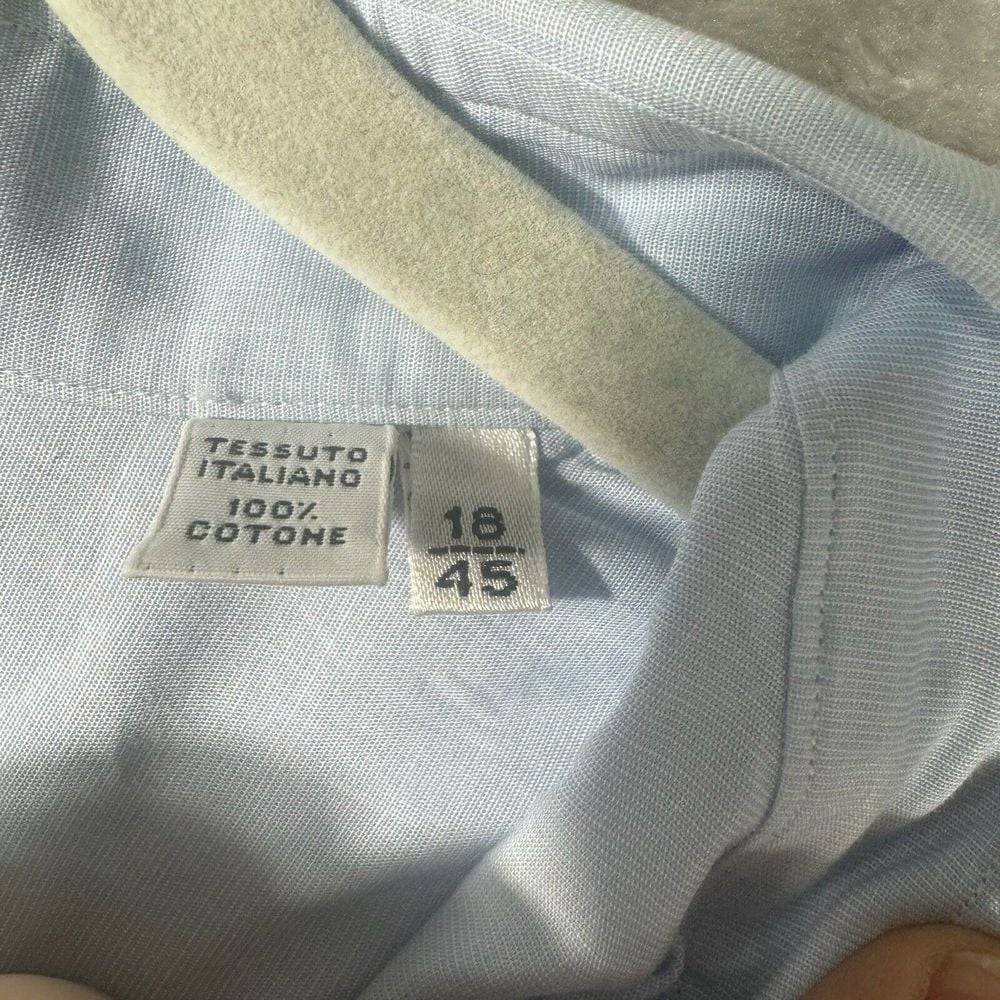 TESSUTO
ITALIANO
100%
COTONE
18
45